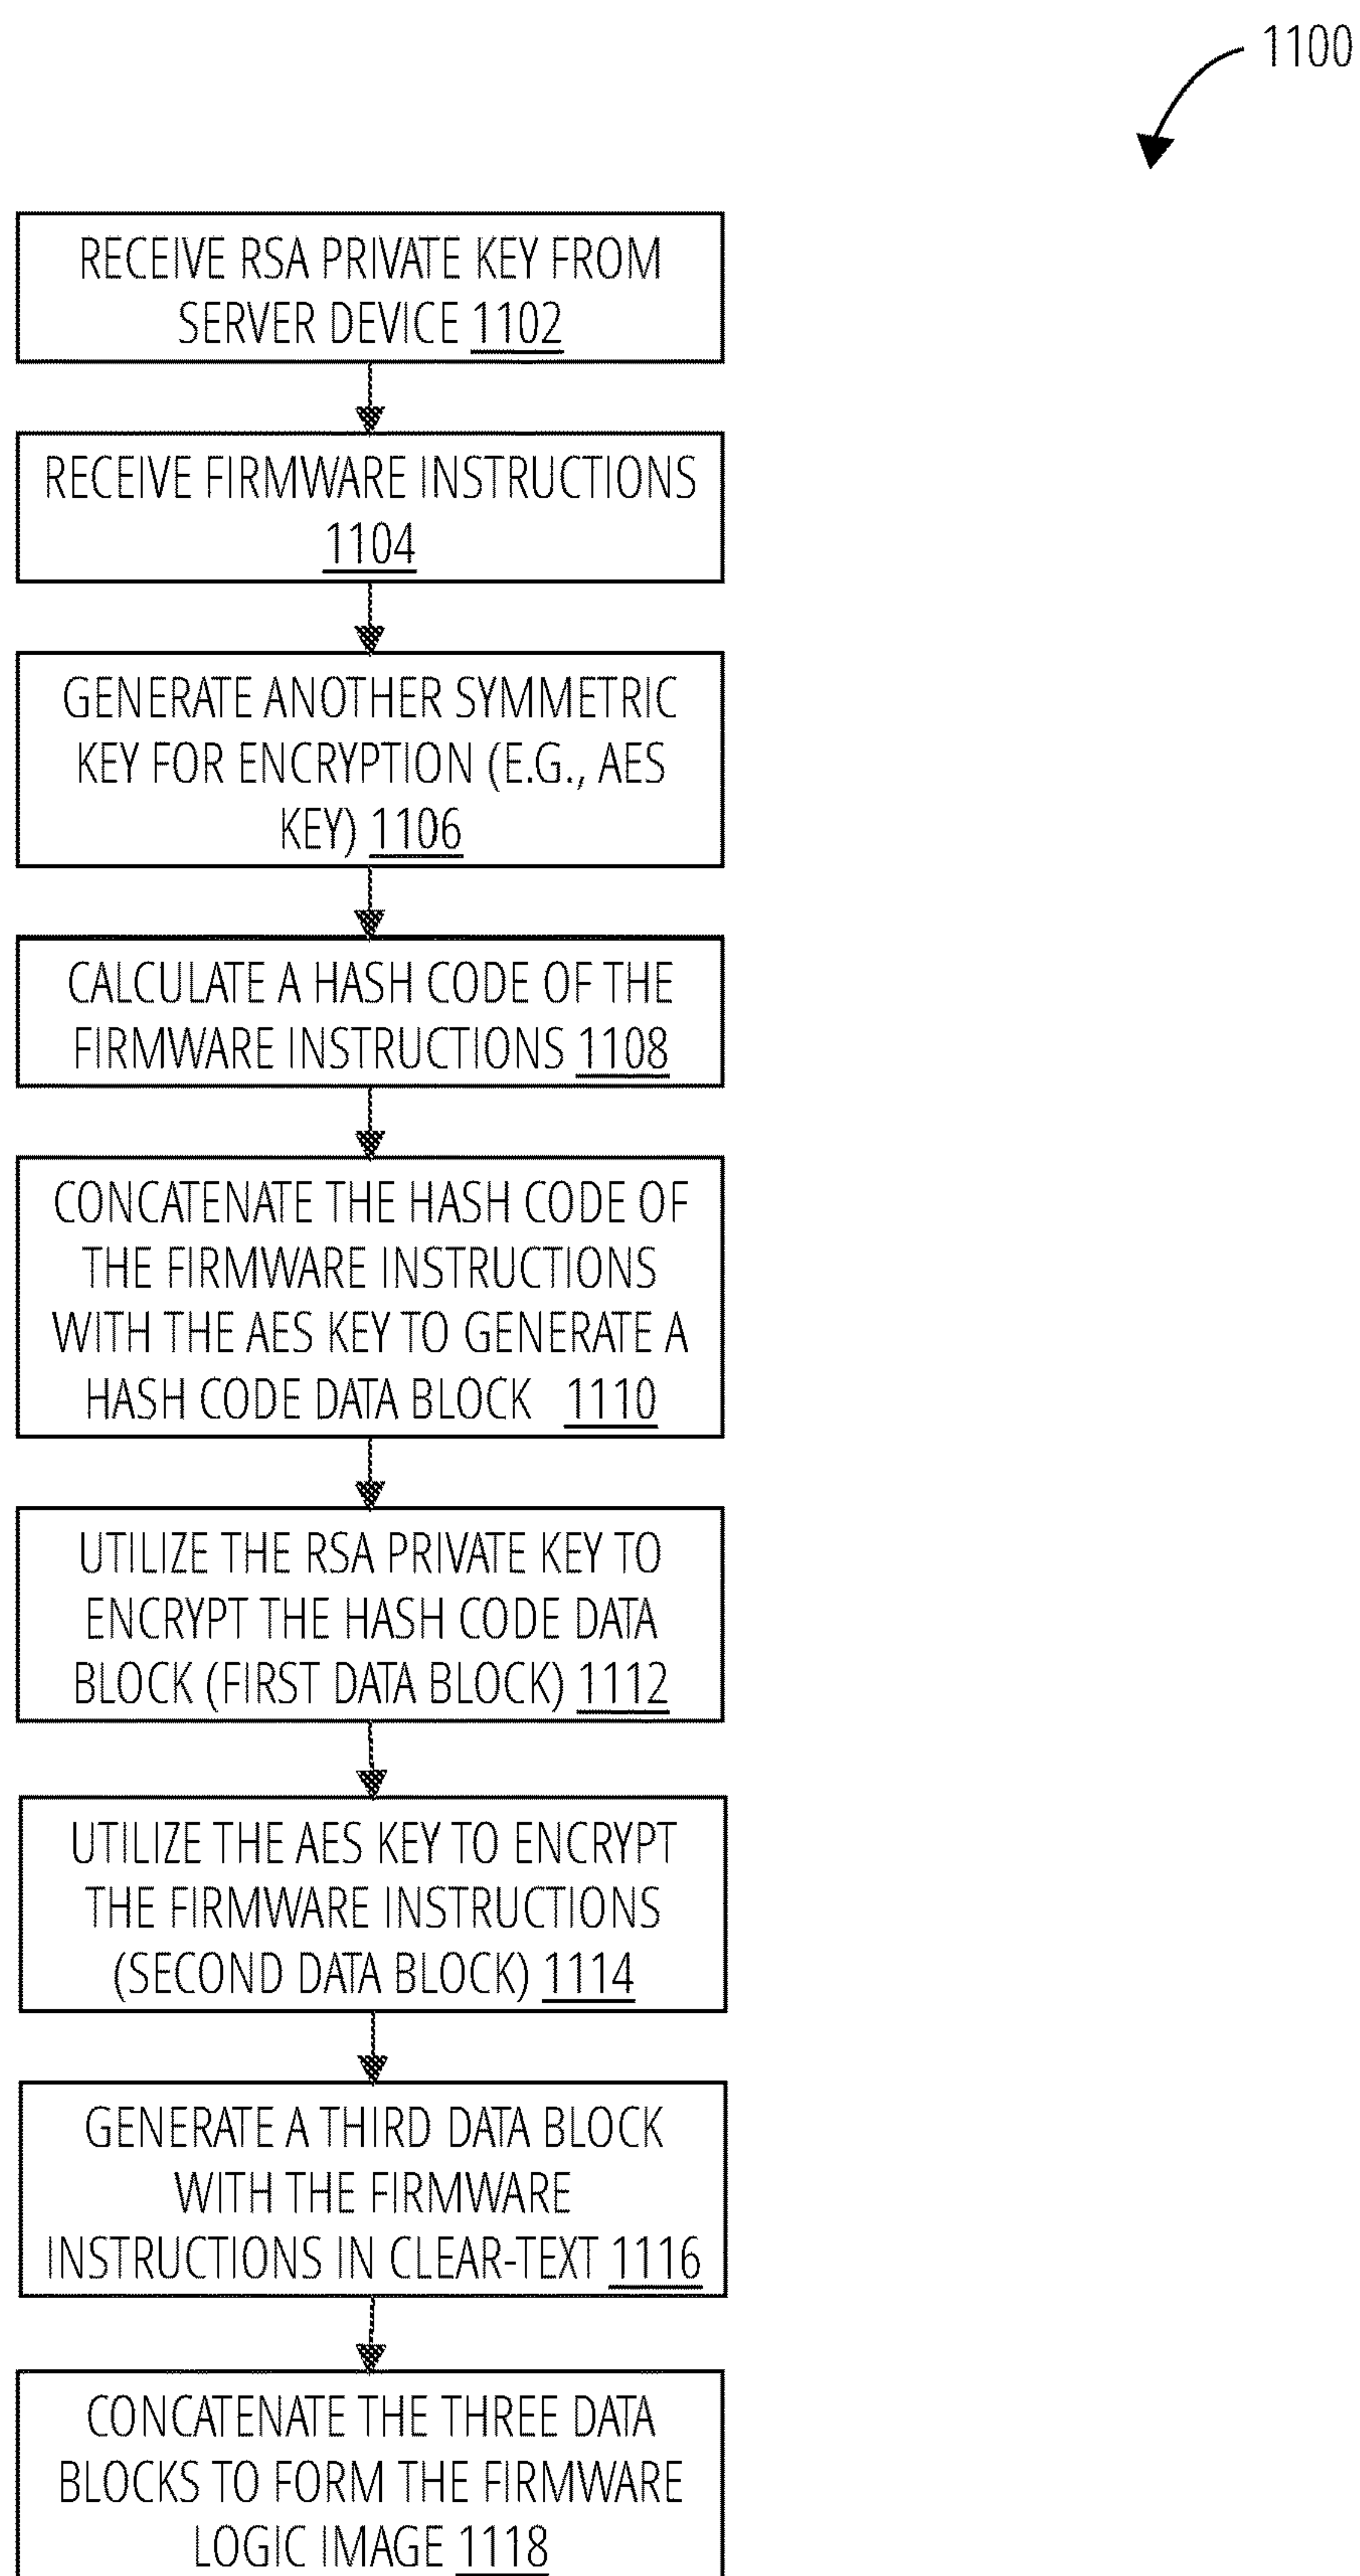 1100
RECEIVE RSA PRIVATE KEY FROM
SERVER DEVICE 1102
RECEIVE FIRMWARE INSTRUCTIONS
1104
GENERATE ANOTHER SYMMETRIC
KEY FOR ENCRYPTION (E.G., AES
KEY) 1106
CALCULATE A HASH CODE OF THE
FIRMWARE INSTRUCTIONS 1108
CONCATENATE THE HASH CODE OF
THE FIRMWARE INSTRUCTIONS
WITH THE AES KEY TO GENERATE A
HASH CODE DATA BLOCK 1110
UTILIZE THE RSA PRIVATE KEY TO
ENCRYPT THE HASH CODE DATA
BLOCK (FIRST DATA BLOCK) 1112
UTILIZE THE AES KEY TO ENCRYPT
THE FIRMWARE INSTRUCTIONS
(SECOND DATA BLOCK) 1114
GENERATE A THIRD DATA BLOCK
WITH THE FIRMWARE
INSTRUCTIONS IN CLEAR-TEXT 1116
CONCATENATE THE THREE DATA
BLOCKS TO FORM THE FIRMWARE
LOGIC IMAGE 1118